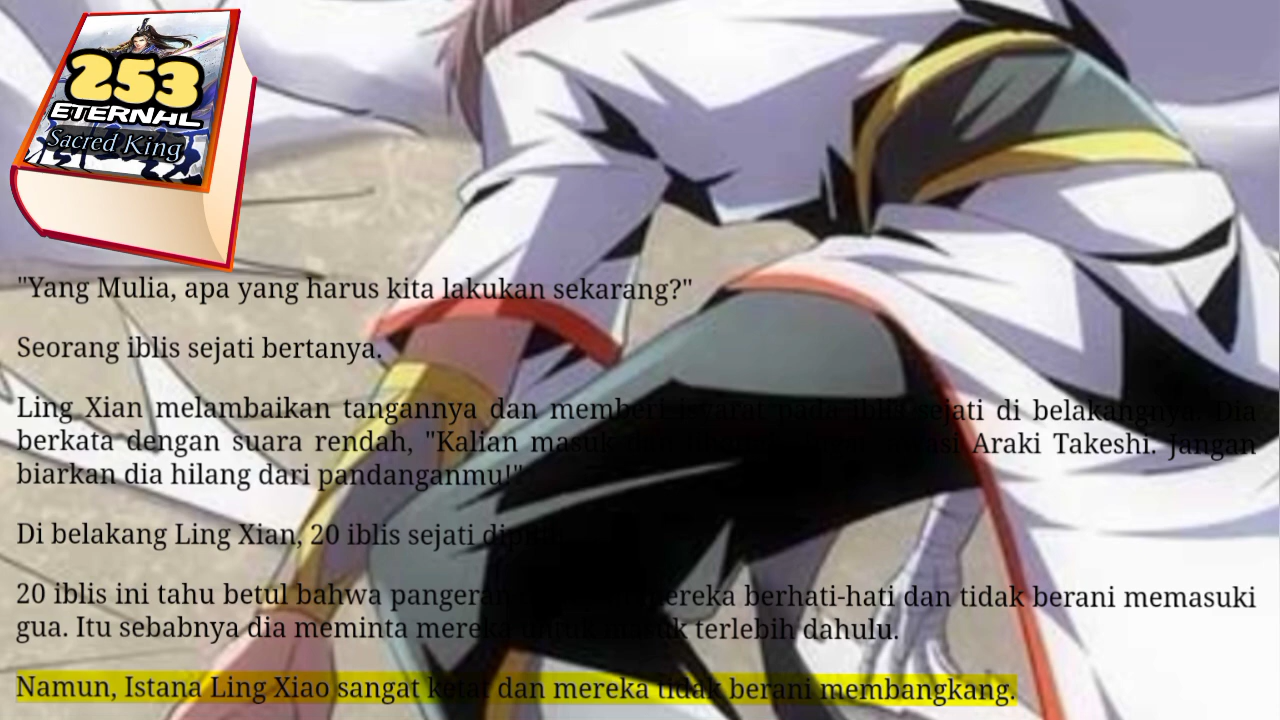 253
ETERNAL
Sacred King
"Yang Mulia, apa yang harus kita lakukan sekarang?"
Seorang iblis sejati bertanya.
Ling Xian melambaikan tangannya dan memberi isyarat pada iblis sejati di belakangnya. Dia
berkata dengan suara rendah, "Kalian masuk dan Araki Takeshi. Jangan
biarkan dia hilang dari pandanganmu!"
Di belakang Ling Xian, 20 iblis sejati
20 iblis ini tahu betul bahwa pangeran mereka berhati-hati dan tidak berani memasuki
gua. Itu sebabnya dia meminta mereka untuk masuk terlebih dahulu.
Namun, Istana Ling Xiao sangat ketat dan mereka tidak berani membangkang.